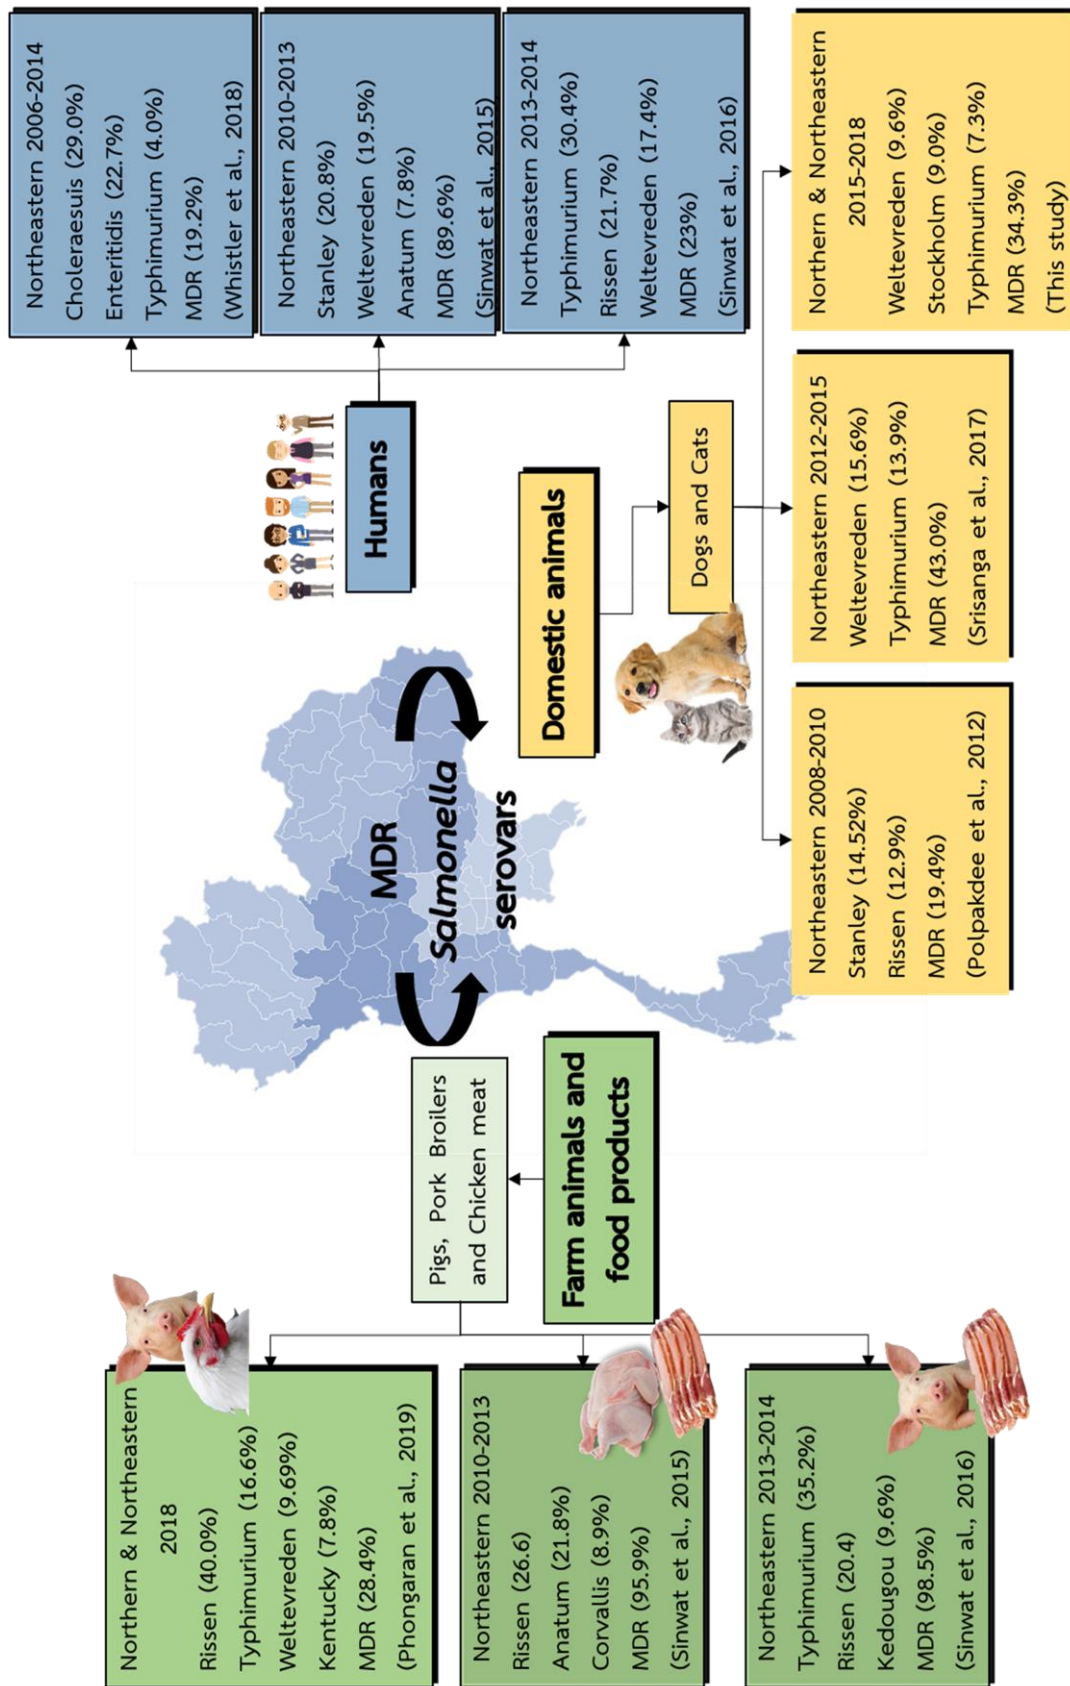 Northern & Northeastern
2018
Rissen (40.0%)
Typhimurium (16.6%)
Weltevreden (9.69%)
Kentucky (7.8%)
MDR (28.4%)
(Phongaran et al., 2019)
Northeastern 2010-2013
Rissen (26.6)
Anatum (21.8%)
Corvallis (8.9%)
MDR (95.9%)
(Sinwat et al., 2015)
Northeastern 2013-2014
Typhimurium (35.2%)
Rissen (20.4)
Kedougou (9.6%)
MDR (98.5%)
(Sinwat et al., 2016)
Pigs, Pork Broilers
and Chicken meat
Farm animals and
food products
MDR
Salmonella
serovars
Humans
Northeastern 2006-2014
Choleraesuis (29.0%)
Enteritidis (22.7%)
Typhimurium (4.0%)
MDR (19.2%)
(Whistler et al., 2018)
Northeastern 2010-2013
Stanley (20.8%)
Weltevreden (19.5%)
Anatum (7.8%)
MDR (89.6%)
(Sinwat et al., 2015)
Northeastern 2013-2014
Typhimurium (30.4%)
Rissen (21.7%)
Weltevreden (17.4%)
MDR (23%)
(Sinwat et al., 2016)
Domestic animals
Dogs and Cats
Northeastern 2008-2010
Stanley (14.52%)
Rissen (12.9%)
MDR (19.4%)
(Polpakdee et al., 2012)
Northeastern 2012-2015
Weltevreden (15.6%)
Typhimurium (13.9%)
MDR (43.0%)
(Srisanga et al., 2017)
Northern & Northeastern
2015-2018
Weltevreden (9.6%)
Stockholm (9.0%)
Typhimurium (7.3%)
MDR (34.3%)
(This study)